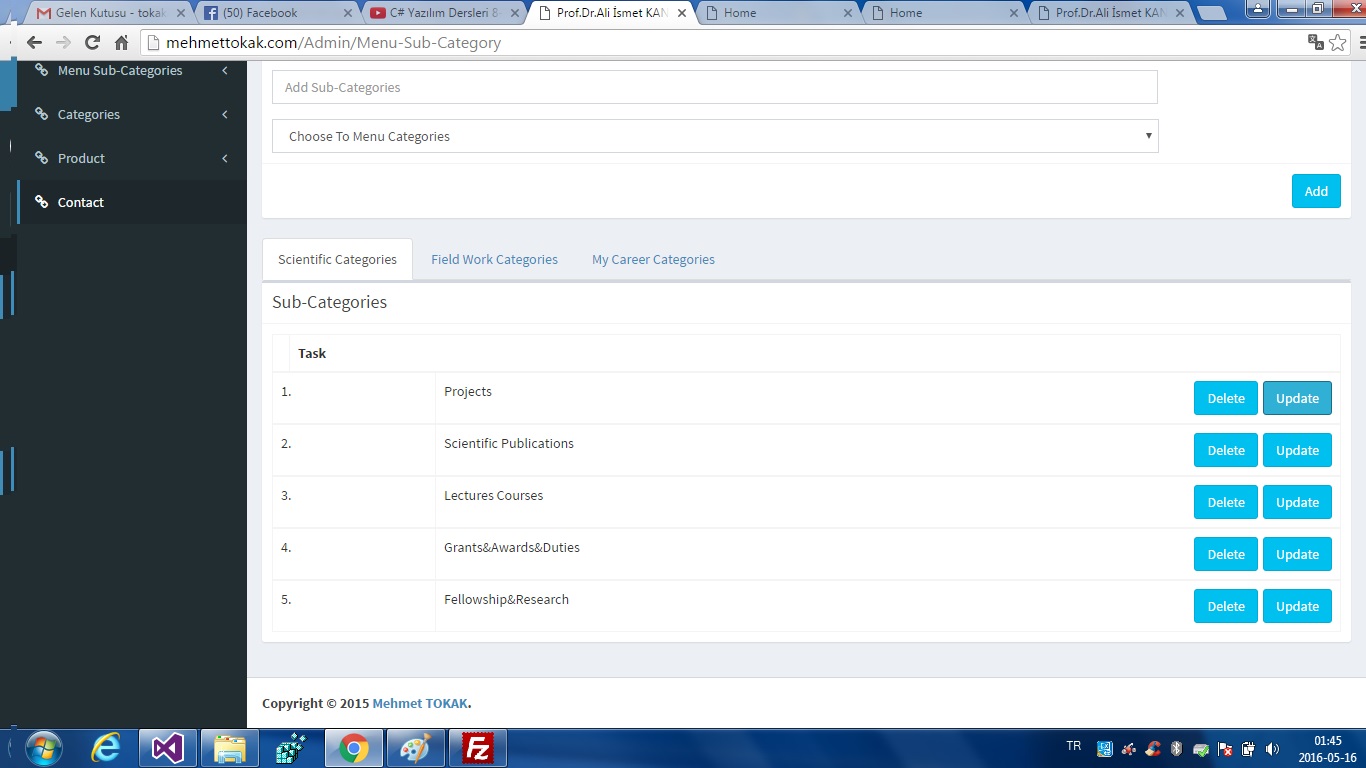 Gelen Kutusu - tokak
(50) Facebook
C# Yazılım Dersleri 8-
Prof.Dr.Ali İsmet KAN
Home
Home
Prof.Dr.Ali İsmet KAN
mehmettokak.com/Admin/Menu-Sub-Category
Menu Sub-Categories
Categories
Product
Contact
Add Sub-Categories
Choose To Menu Categories
Add
Scientific Categories
Field Work Categories
My Career Categories
Sub-Categories
Task
1. Projects Delete Update
2. Scientific Publications Delete Update
3. Lectures Courses Delete Update
4. Grants&Awards&Duties Delete Update
5. Fellowship&Research Delete Update
Copyright © 2015 Mehmet TOKAK.
Fz
TR
01:45
2016-05-16